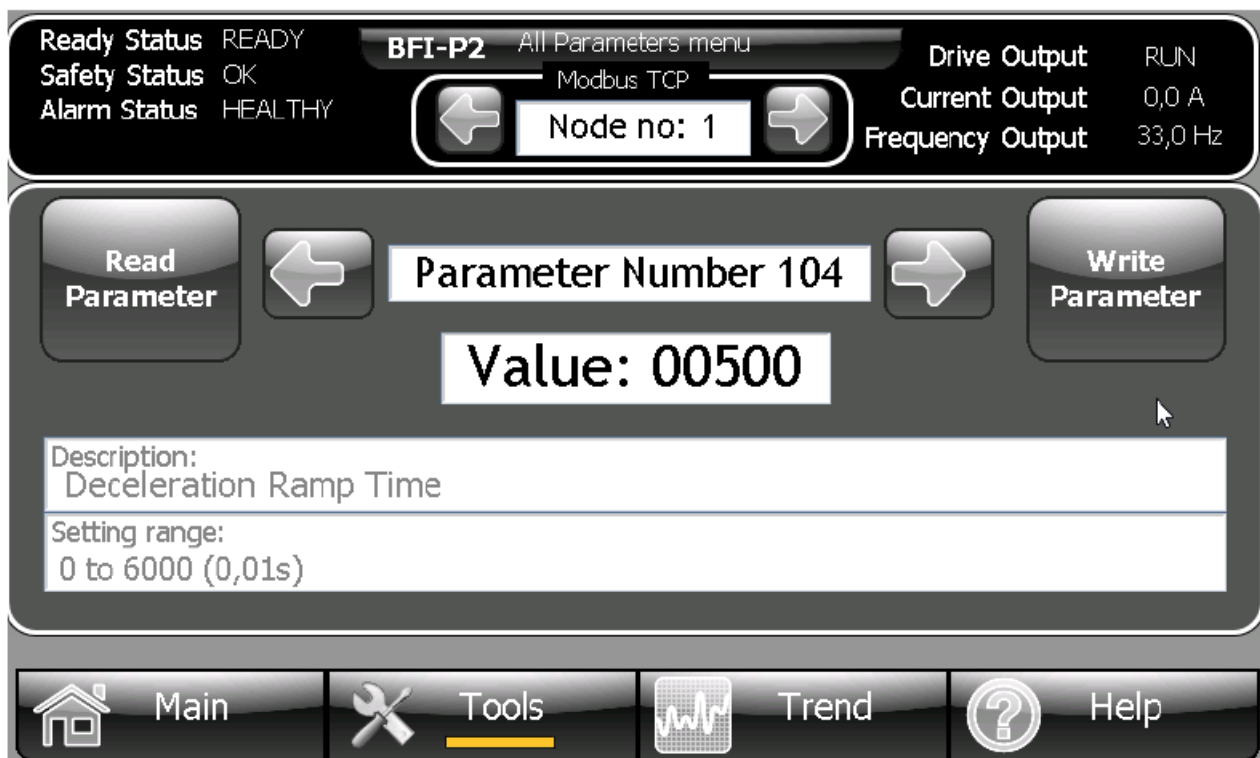 Ready Status READY
Safety Status OK
Alarm Status HEALTHY
BFI-P2 All Parameters menu
Modbus TCP
Node no: 1
Drive Output RUN
Current Output 0,0 A
Frequency Output 33,0 Hz
Read
Parameter
Parameter Number 104
Write
Parameter
Value: 00500
Description:
Deceleration Ramp Time
Setting range:
0 to 6000 (0,01s)
Main
Tools
Trend
Help